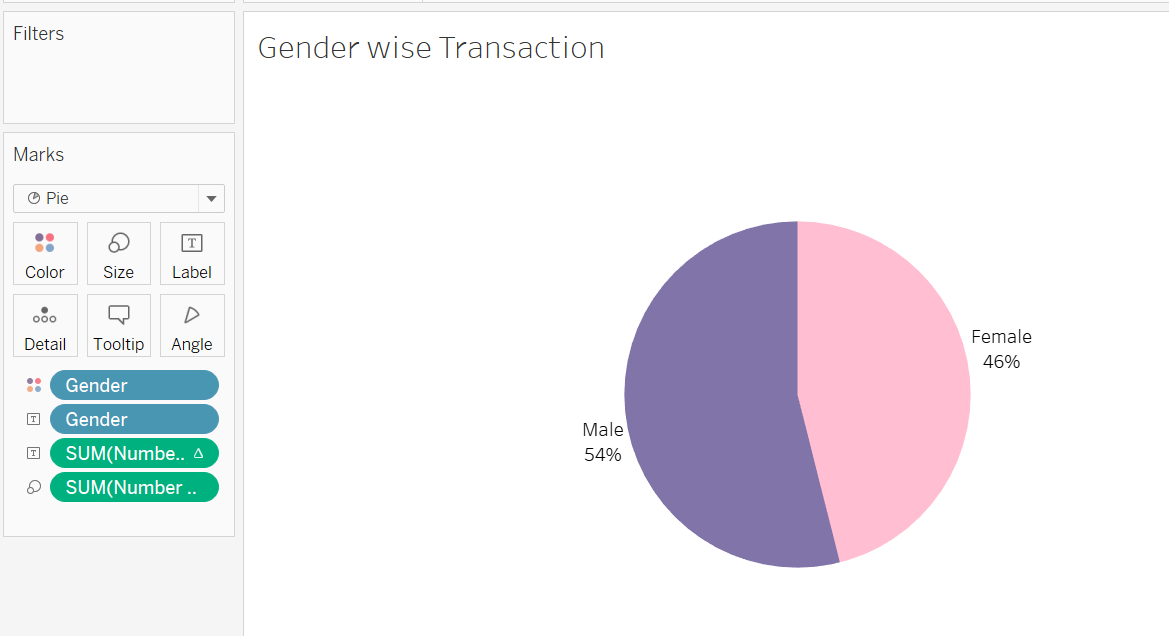 Filters
Marks
Pie
Color
Size
T
Label
Detail
Tooltip
Angle
Gender
T
Gender
T
SUM(Numbe.. Δ
SUM(Number ..
Gender wise Transaction
Female
46%
Male
54%